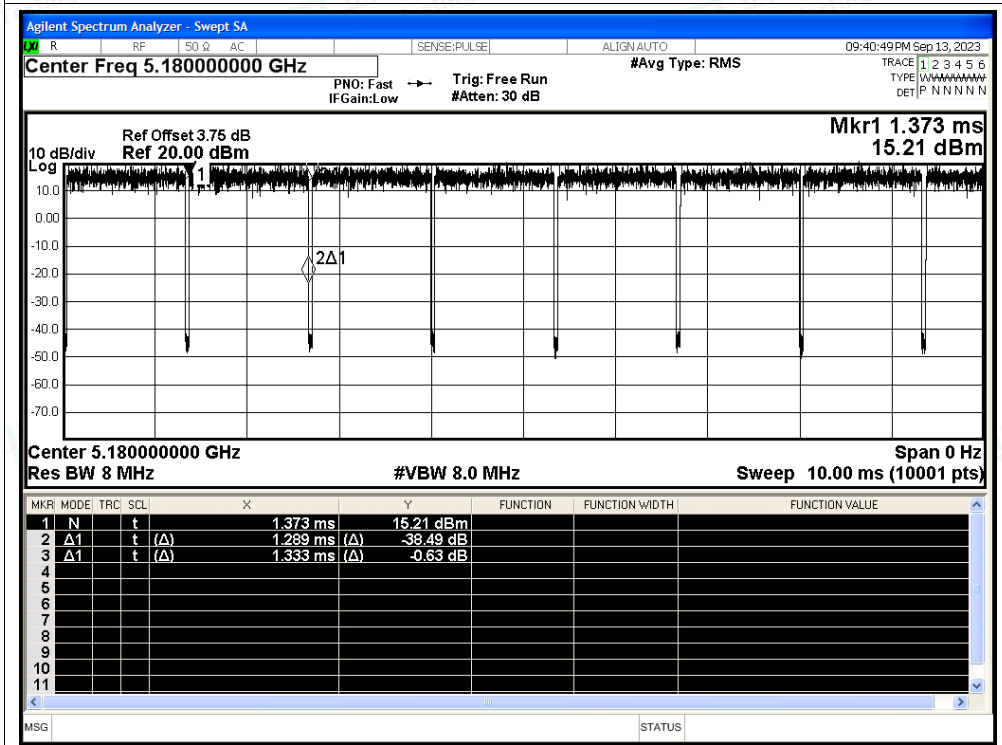 Agilent Spectrum Analyzer - Swept SA
LXI R RF 50 Ω AC SENSE:PULSE ALIGN AUTO 09:40:49 PM Sep 13, 2023
Center Freq 5.180000000 GHz #Avg Type: RMS TRACE 1 2 3 4 5 6
PNO: Fast Trig: Free Run TYPE WWWWWW
IFGain:Low #Atten: 30 dB DET P N N N N N
Mkr1 1.373 ms
Ref Offset 3.75 dB
10 dB/div Ref 20.00 dBm 15.21 dBm
Log
1
10.0
0.00
-10.0
2Δ1
-20.0
-30.0
-40.0
-50.0
-60.0
-70.0
Center 5.180000000 GHz Span 0 Hz
Res BW 8 MHz #VBW 8.0 MHz Sweep 10.00 ms (10001 pts)
MKR MODE TRC SCL X Y FUNCTION FUNCTION WIDTH FUNCTION VALUE
1 N t 1.373 ms 15.21 dBm
2 Δ1 t (Δ) 1.289 ms (Δ) -38.49 dB
3 Δ1 t (Δ) 1.333 ms (Δ) -0.63 dB
4
5
6
7
8
9
10
11
MSG STATUS